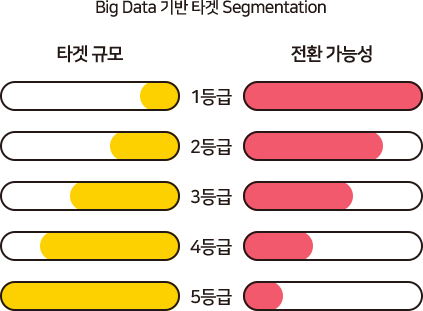 Big Data 기반 타겟 Segmentation
타겟 규모 전환 가능성
1등급
2등급
3등급
4등급
5등급